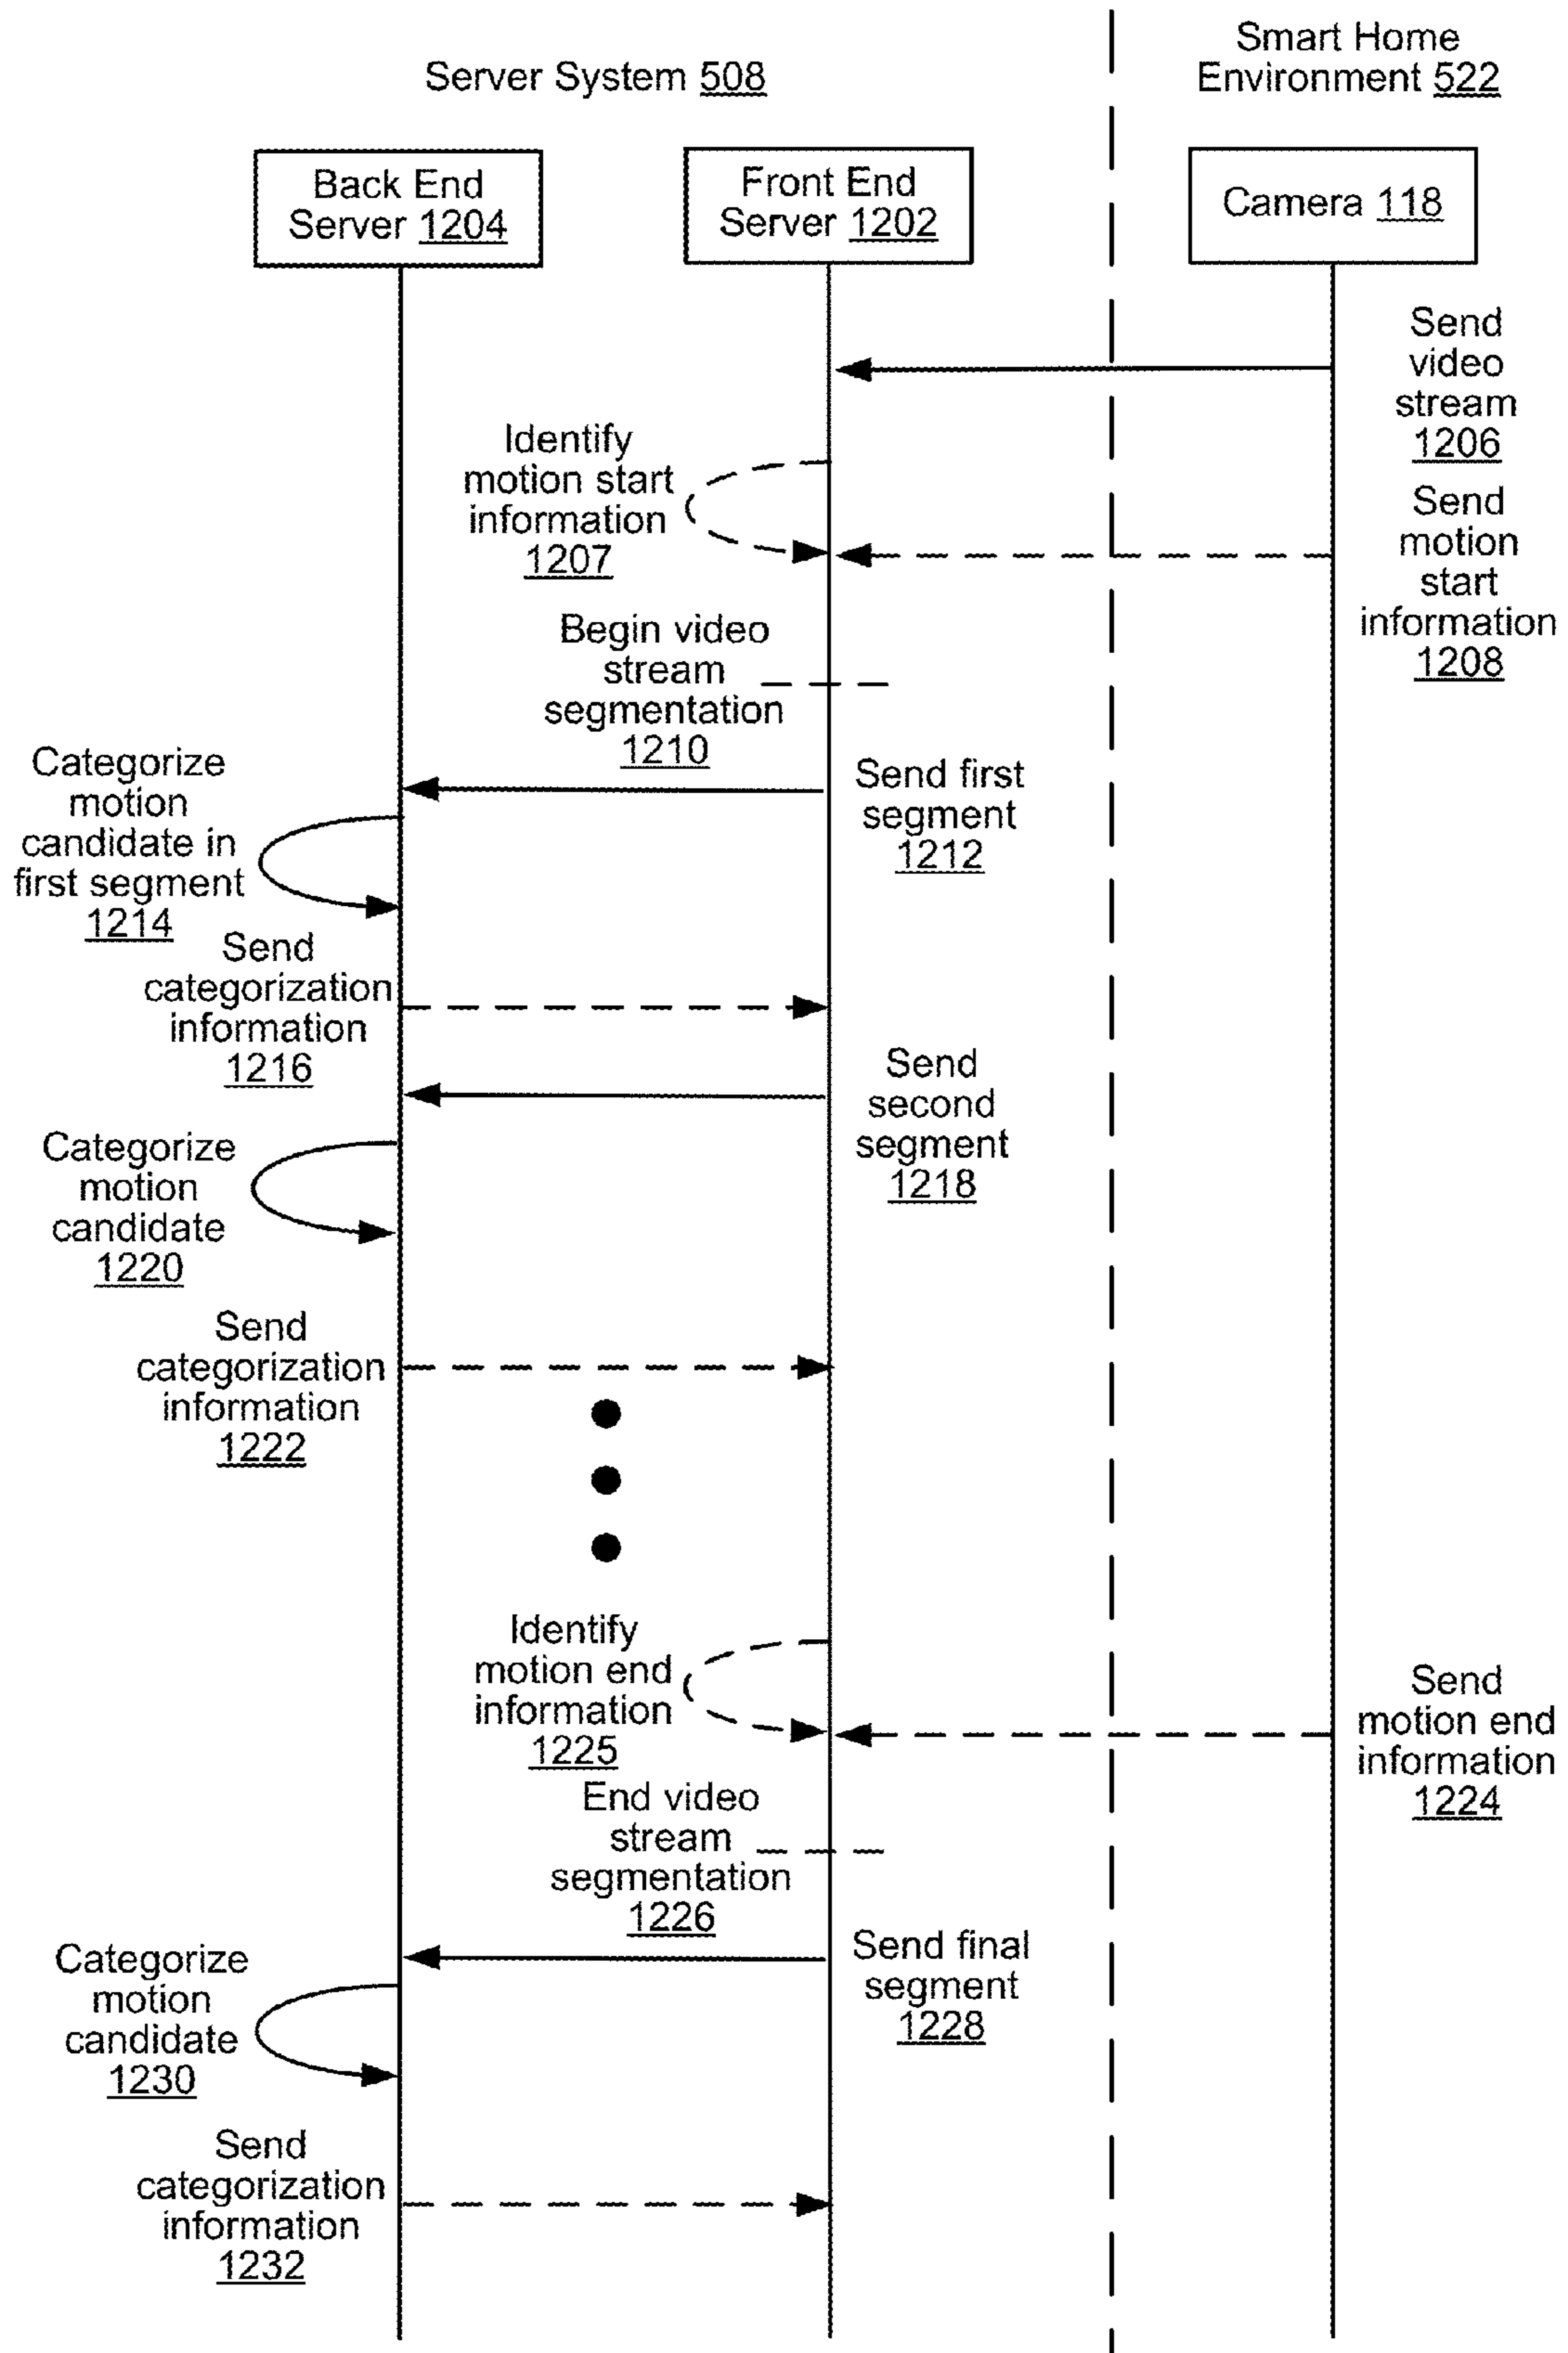 Server System 508
Smart Home
Environment 522
Back End
Server 1204
Front End
Server 1202
Camera 118
Send
video
stream
1206
Identify
motion start
information
1207
Send
motion
start
information
1208
Begin video
stream
segmentation
1210
Categorize
motion
candidate in
first segment
1214
Send first
segment
1212
Send
categorization
information
1216
Send
second
segment
1218
Categorize
motion
candidate
1220
Send
categorization
information
1222
Identify
motion end
information
1225
Send
motion end
information
1224
End video
stream
segmentation
1226
Send final
segment
1228
Categorize
motion
candidate
1230
Send
categorization
information
1232